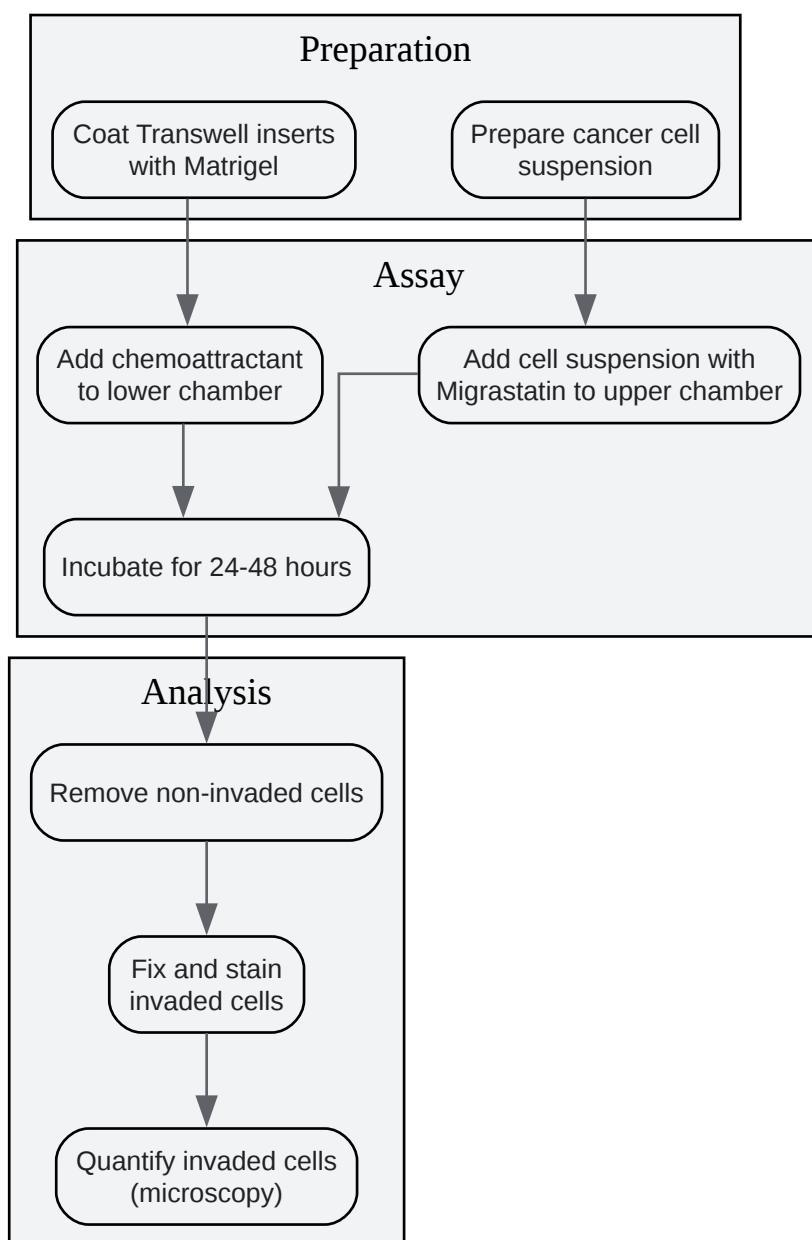 Preparation
Coat Transwell inserts
with Matrigel
Prepare cancer cell
suspension
Assay
Add chemoattractant
to lower chamber
Add cell suspension with
Migrastatin to upper chamber
Incubate for 24-48 hours
Analysis
Remove non-invaded cells
Fix and stain
invaded cells
Quantify invaded cells
(microscopy)